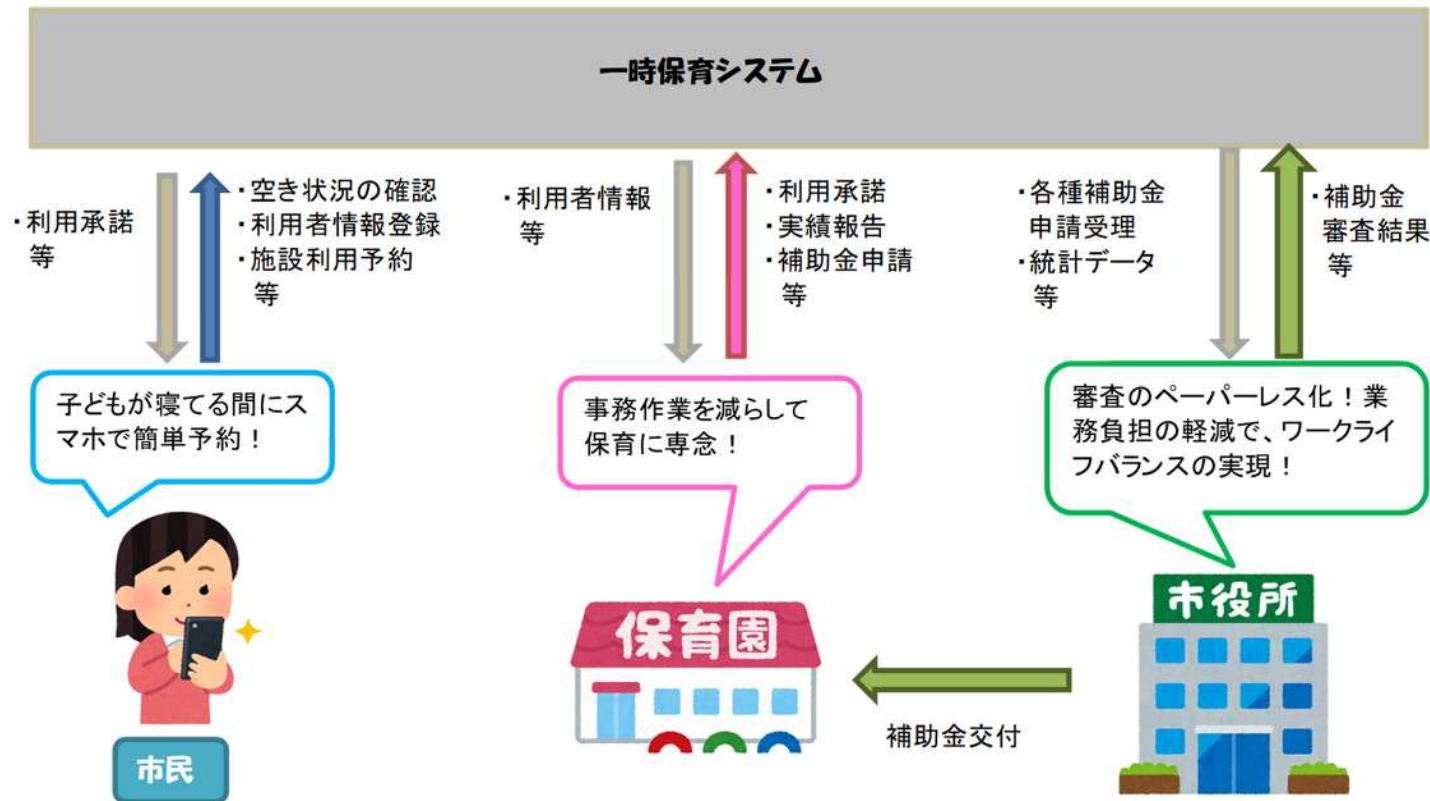 一時保育システム
・利用承諾
等
・空き状況の確認
・利用者情報登録
・施設利用予約
等
・利用者情報
等
・利用承諾
・実績報告
・補助金申請
等
・各種補助金
申請受理
・統計データ
等
・補助金
審査結果
等
子どもが寝てる間にス
マホで簡単予約！
事務作業を減らして
保育に専念！
審査のペーパーレス化！業
務負担の軽減で、ワークライ
フバランスの実現！
市民
保育園
補助金交付
市役所